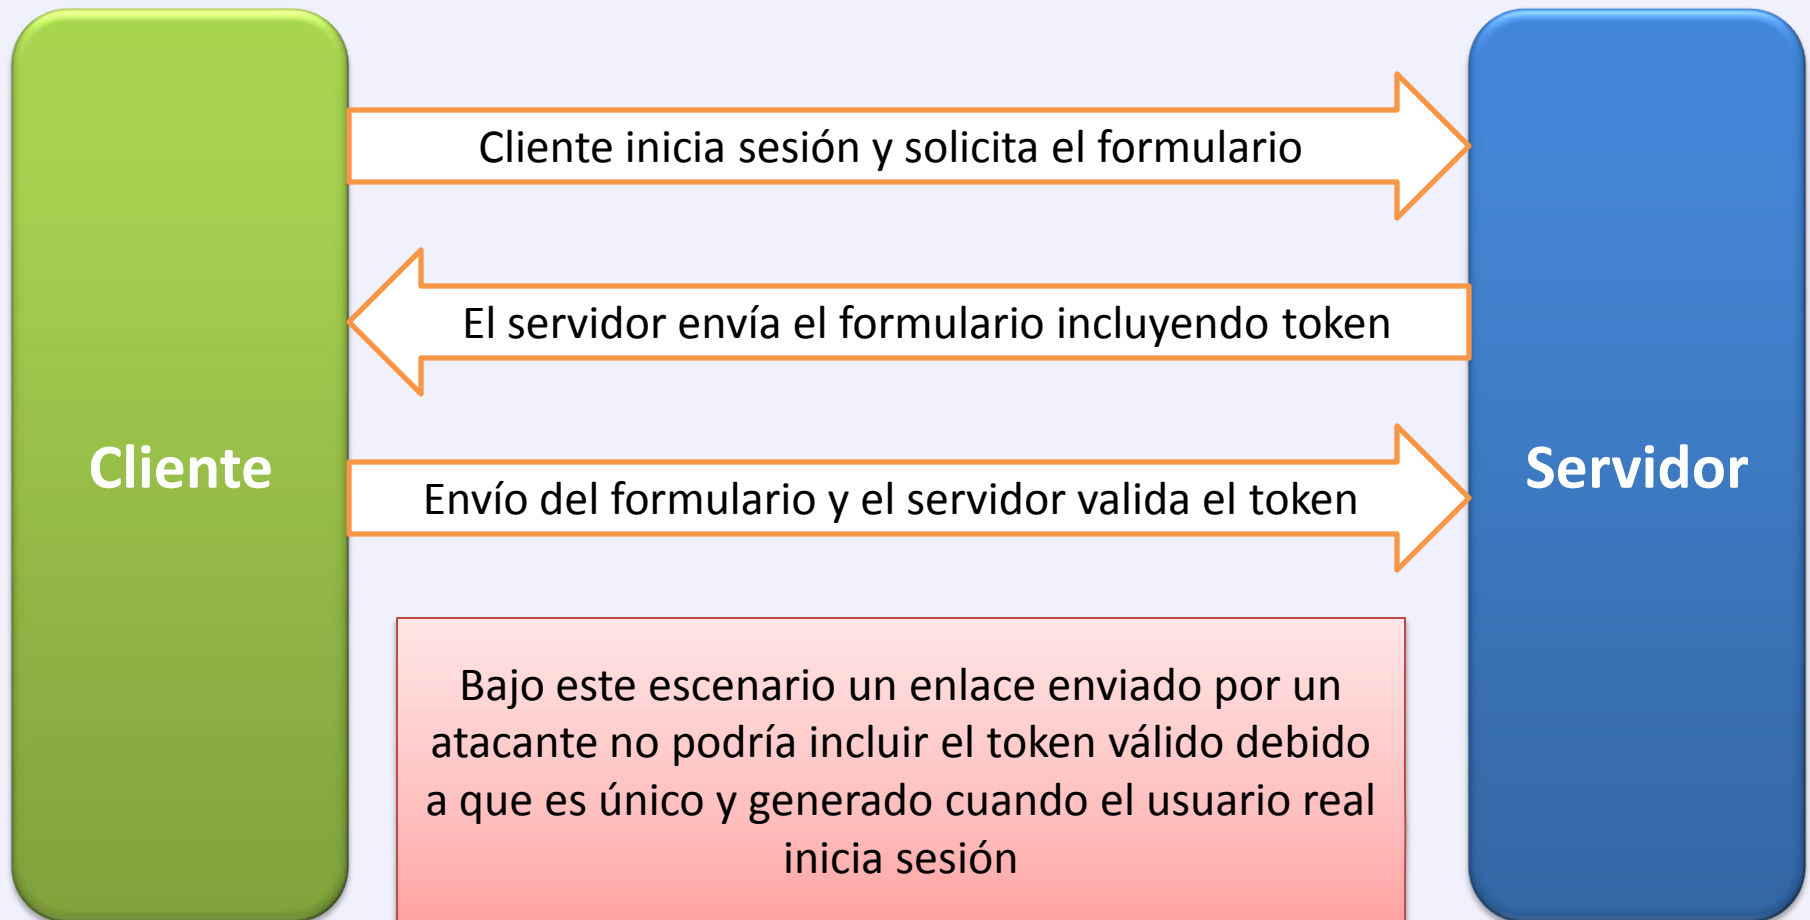 Cliente inicia sesión y solicita el formulario
El servidor envía el formulario incluyendo token
Cliente
Servidor
Envío del formulario y el servidor valida el token
Bajo este escenario un enlace enviado por un
atacante no podría incluir el token válido debido
a que es único y generado cuando el usuario real
inicia sesión